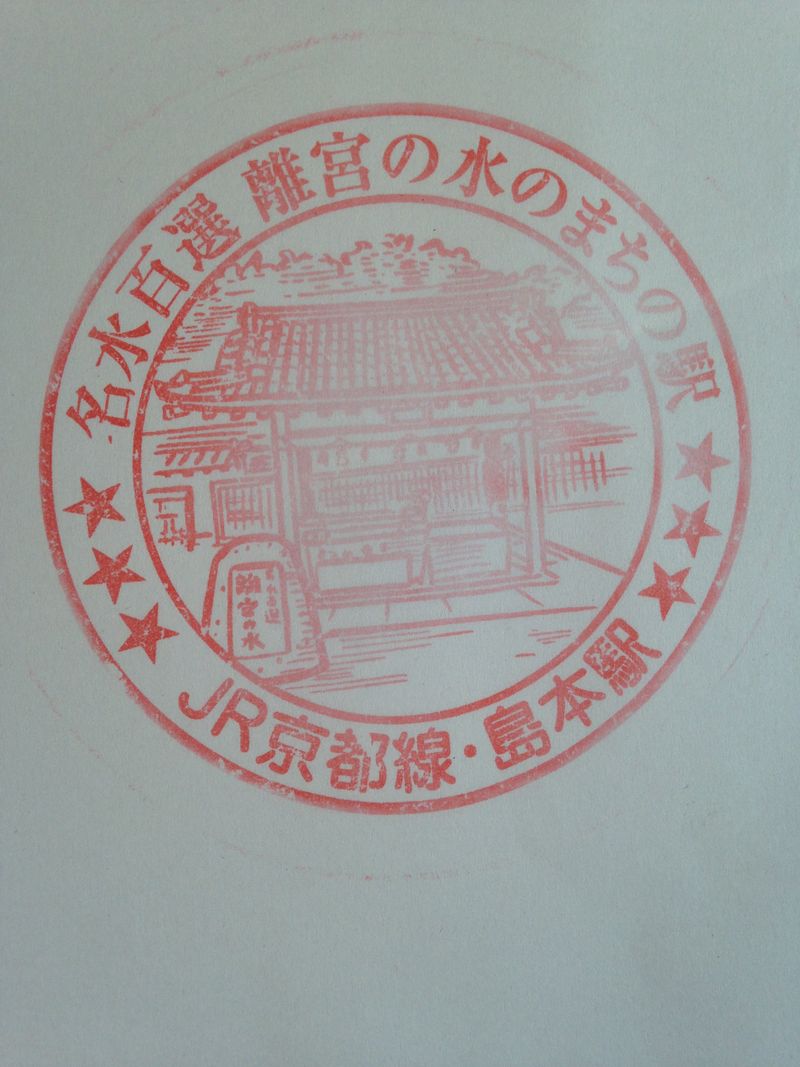 名水百選 離宮の水のまちの駅
離宮の水
JR京都線・島本駅